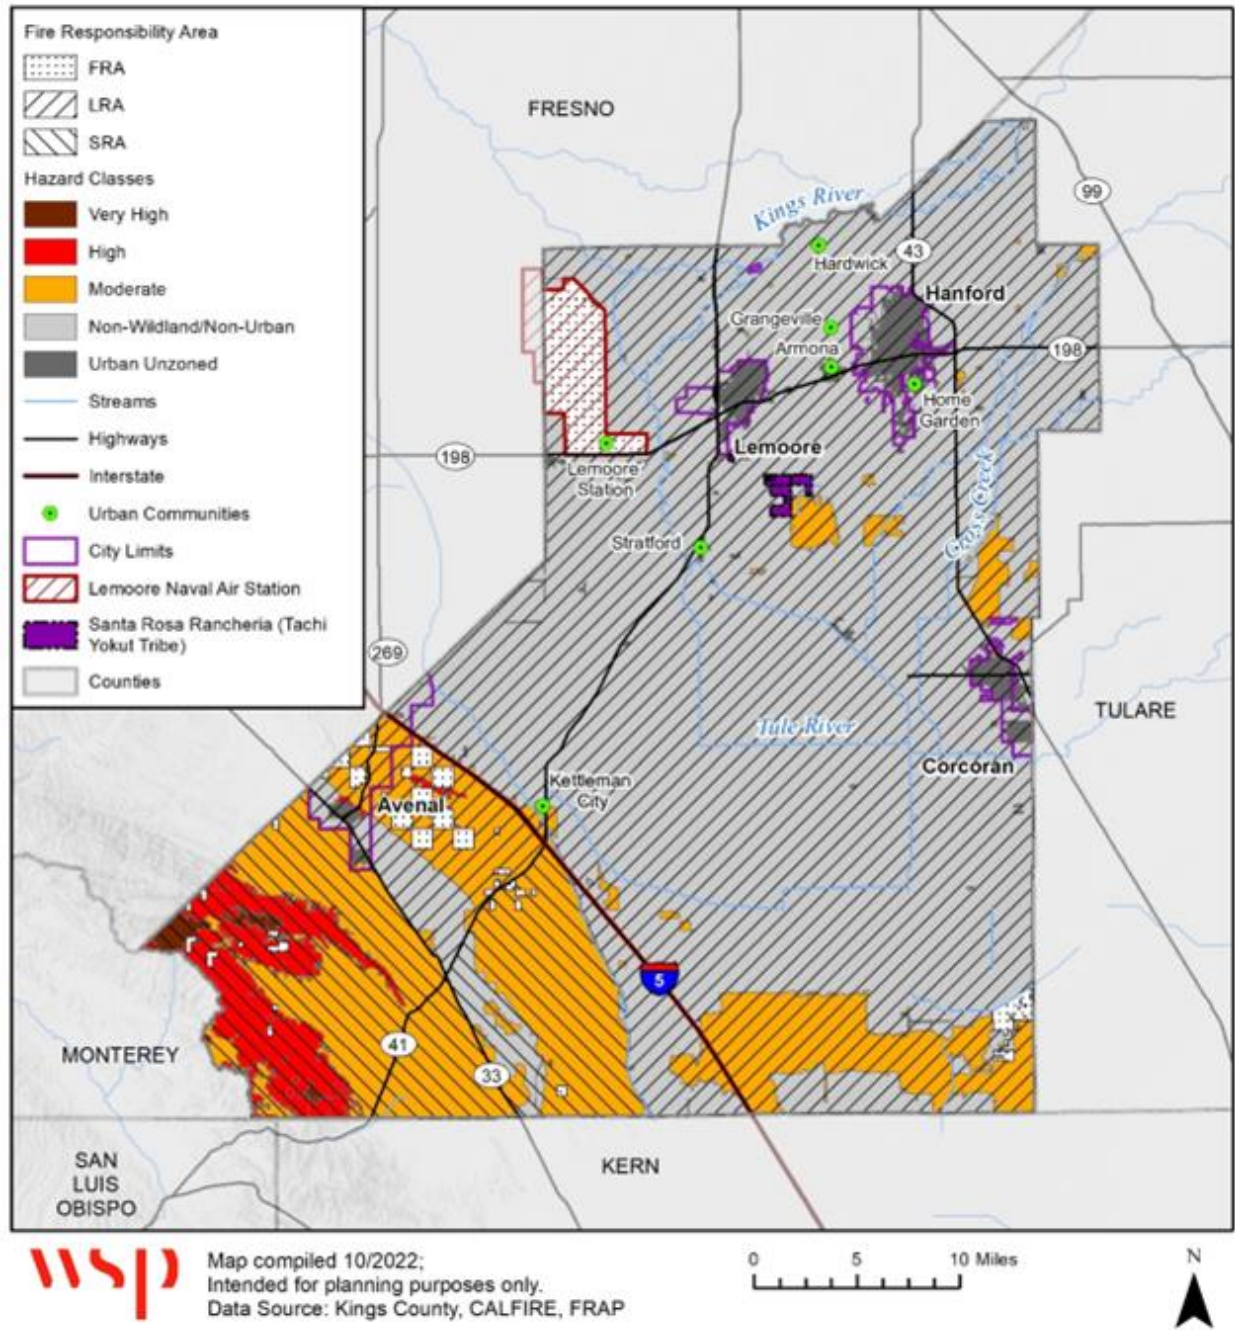 Fire Responsibility Area
FRA
LRA
SRA
Hazard Classes
Very High
High
Moderate
Non-Wildland/Non-Urban
Urban Unzoned
Streams
Highways
Interstate
Urban Communities
City Limits
Lemoore Naval Air Station
Santa Rosa Rancheria (Tachi
Yokut Tribe)
Counties
FRESNO
99
Kings River
43
Hardwick
Hanford
Grangeville
Armona
198
Home
Garden
Lemoore
198
Lemoore
Station
Cross Creek
Stratford
269
TULARE
Tule River
Corcoran
Kettleman
City
Avenal
5
41
33
MONTEREY
SAN
LUIS
OBISPO
KERN
wsp
Map compiled 10/2022;
Intended for planning purposes only.
Data Source: Kings County, CALFIRE, FRAP
0 5 10 Miles
N